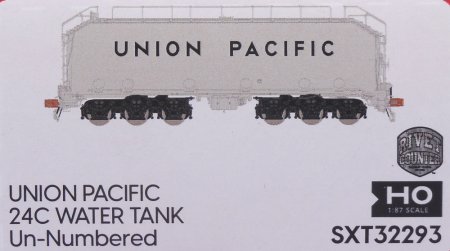 UNION PACIFIC
RIVET
COUNTER
HO
1:87 SCALE
UNION PACIFIC
24C WATER TANK
Un-Numbered
SXT32293